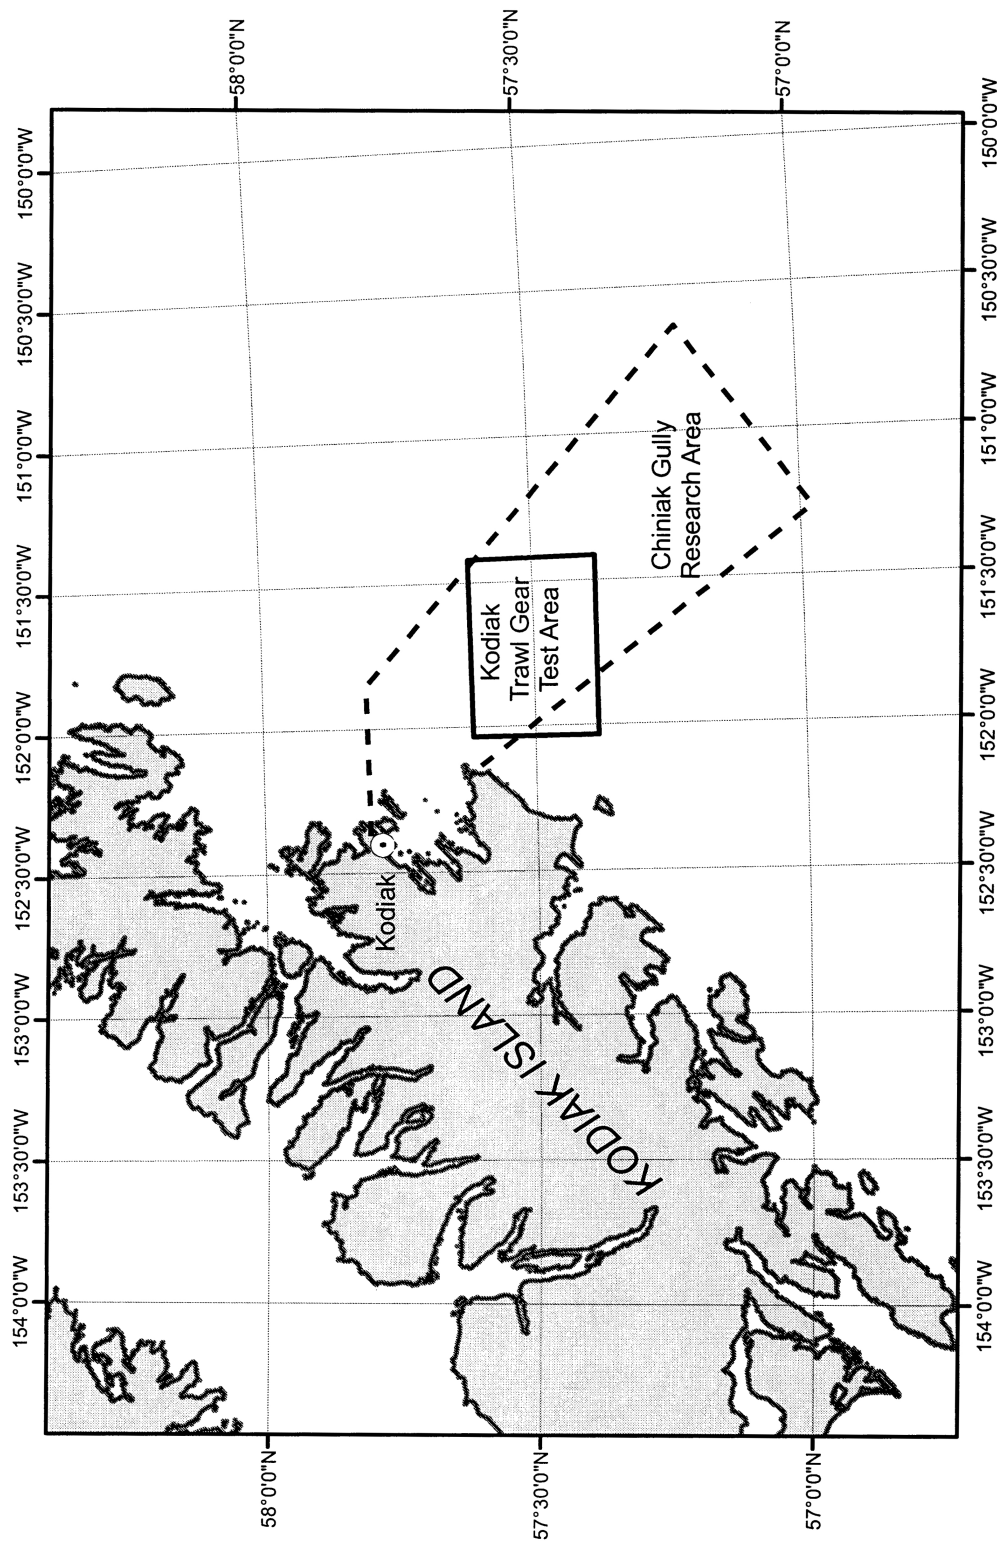 154°0'0"W
153°30'0"W
153°0'0"W
152°30'0"W
152°0'0"W
151°30'0"W
151°0'0"W
150°30'0"W
150°0'0"W
58°0'0"N
58°0'0"N
57°30'0"N
57°30'0"N
57°0'0"N
57°0'0"N
Kodiak
KODIAK ISLAND
Kodiak
Trawl Gear
Test Area
Chiniak Gully
Research Area
154°0'0"W
153°30'0"W
153°0'0"W
152°30'0"W
152°0'0"W
151°30'0"W
151°0'0"W
150°30'0"W
150°0'0"W